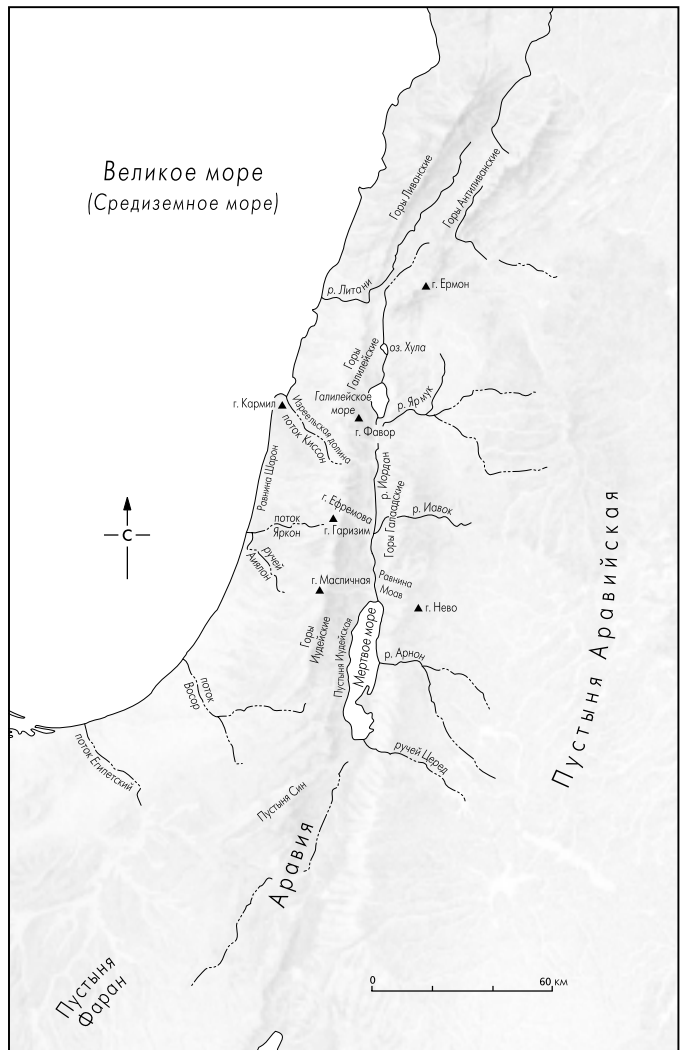 Великое море
(Средиземное море)
Горы Ливанские
Горы Антиливанские
р. Литани
г. Ермон
Горы
Галилейские
оз. Хула
Галилейское
море
р. Ярмук
г. Кармил
Изреельская долина
поток Киссон
г. Фавор
Равнина Шарон
р. Иордан
г. Ефремова
р. Иавок
Горы Галаадские
поток
Яркон
г. Гаризим
ручей
Аиялон
С
г. Масличная
Равнина
Моав
г. Нево
Горы
Иудейские
Пустыня Иудейская
Мертвое море
р. Арнон
Пустыня Аравийская
поток
Восор
поток Египетский
ручей Церед
Пустыня Син
Аравия
Пустыня
Фаран
0
60 км